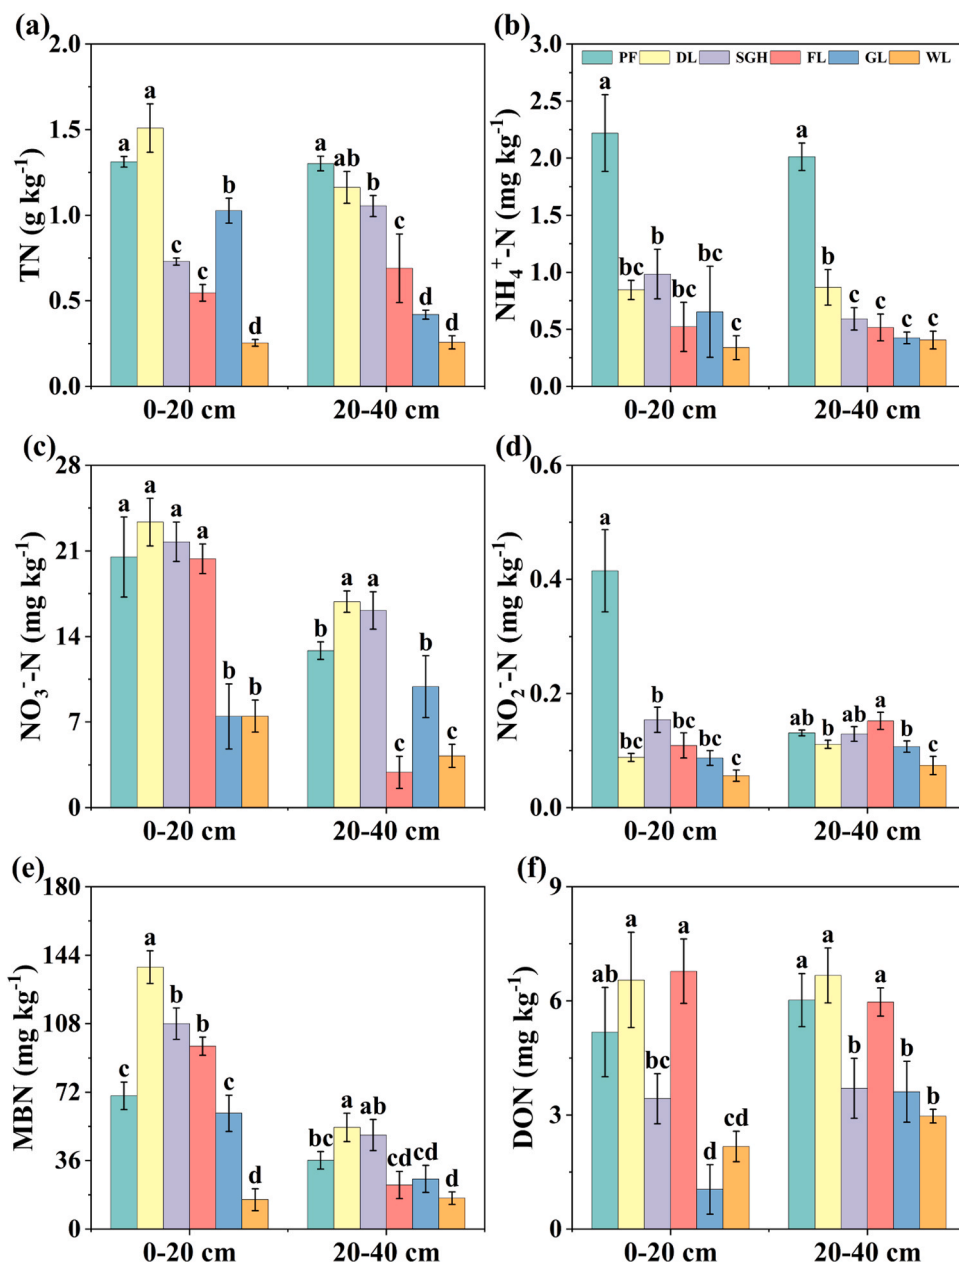 (a)
TN (g kg⁻¹)
2.0
1.5
1.0
0.5
0.0
a a c c b d
a ab b c d d
0-20 cm 20-40 cm
(b)
NH₄⁺-N (mg kg⁻¹)
3.0
2.5
2.0
1.5
1.0
0.5
0.0
PF DL SGH FL GL WL
a bc b bc bc c
a b c c c c
0-20 cm 20-40 cm
(c)
NO₃⁻-N (mg kg⁻¹)
28
21
14
7
0
a a a a b b
b a a c b c
0-20 cm 20-40 cm
(d)
NO₂⁻-N (mg kg⁻¹)
0.6
0.4
0.2
0.0
a bc b bc bc c
ab b ab a b c
0-20 cm 20-40 cm
(e)
MBN (mg kg⁻¹)
180
144
108
72
36
0
c a b b c d
bc a ab cd cd d
0-20 cm 20-40 cm
(f)
DON (mg kg⁻¹)
9
6
3
0
ab a bc a d cd
a a b a b b
0-20 cm 20-40 cm